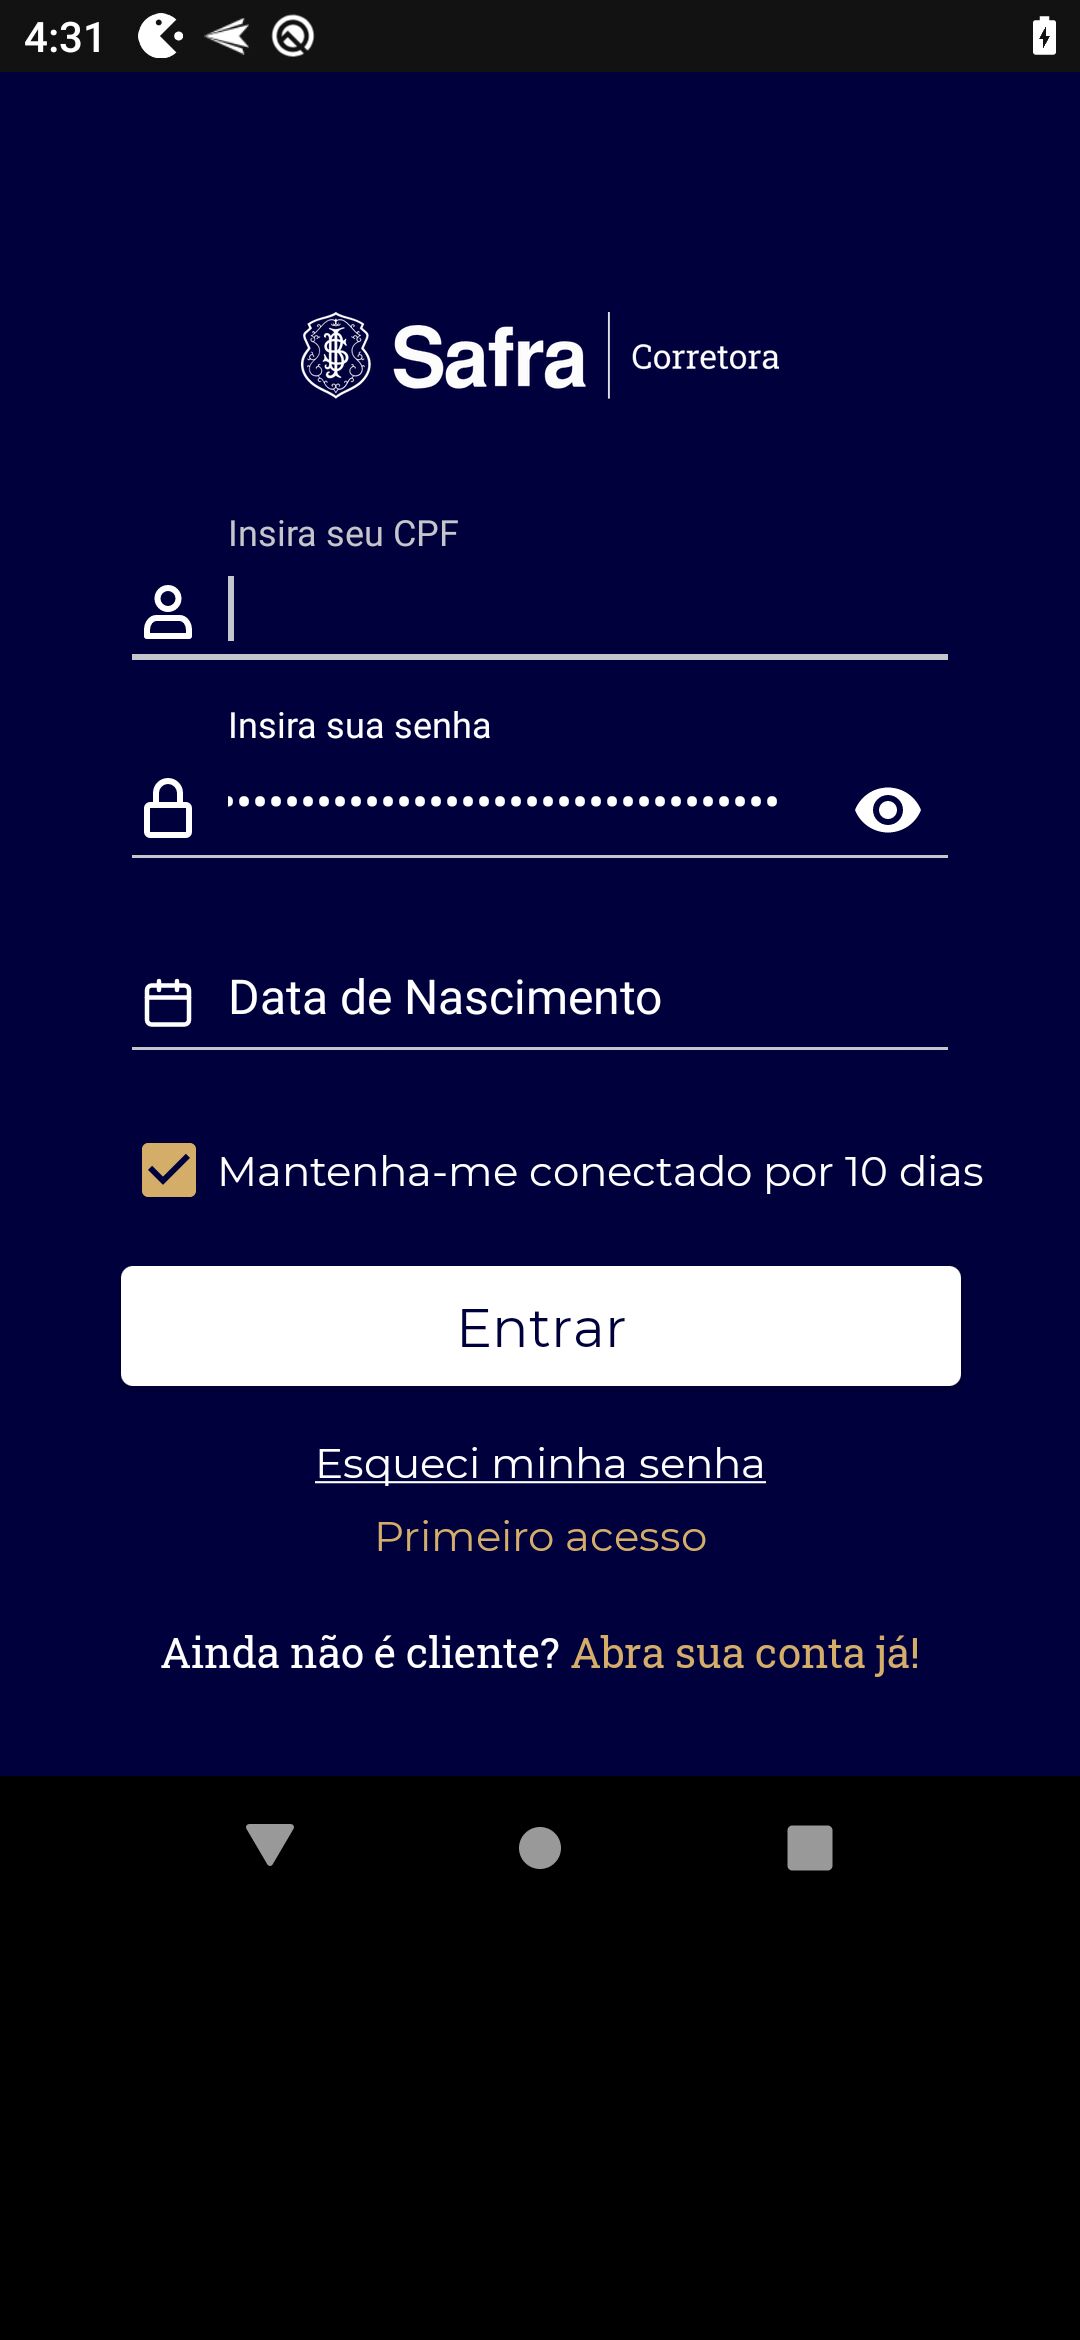 4:31
Safra Corretora
Insira seu CPF
Insira sua senha
••••••••••••••••••••••••••••••••••
Data de Nascimento
Mantenha-me conectado por 10 dias
Entrar
Esqueci minha senha
Primeiro acesso
Ainda não é cliente? Abra sua conta já!